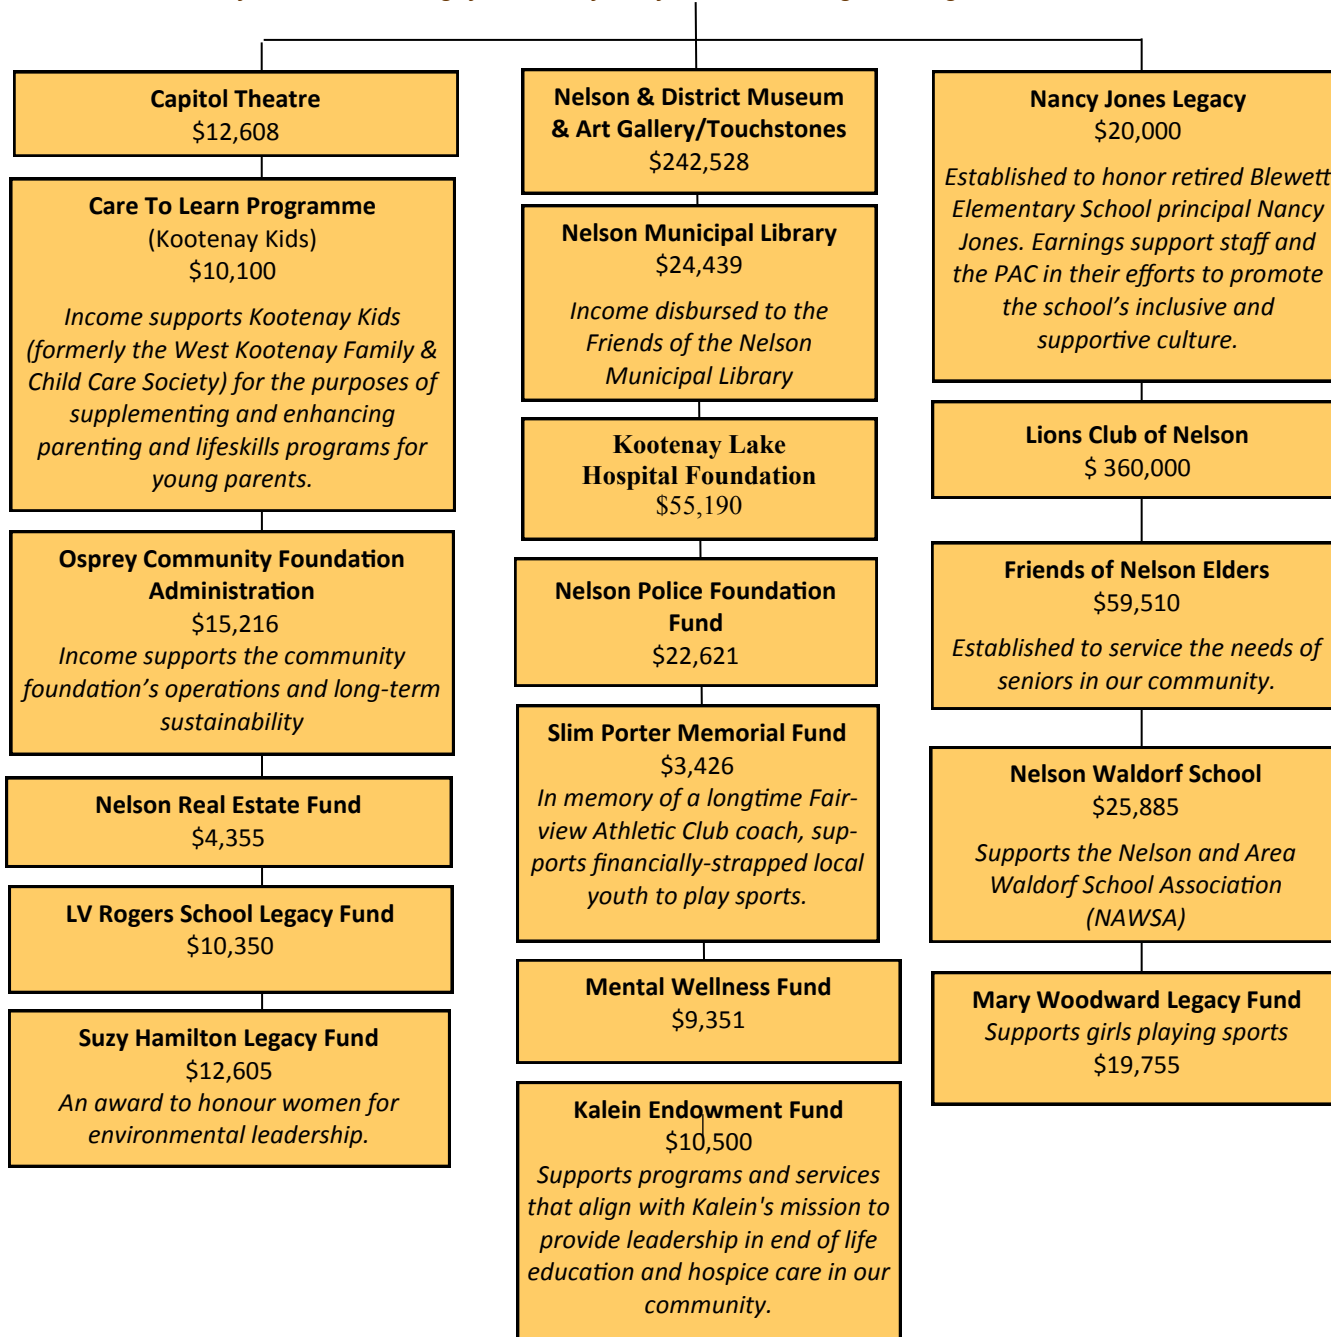 Capitol Theatre
$12,608
Care To Learn Programme
(Kootenay Kids)
$10,100
Income supports Kootenay Kids
(formerly the West Kootenay Family &
Child Care Society) for the purposes of
supplementing and enhancing
parenting and lifeskills programs for
young parents.
Osprey Community Foundation
Administration
$15,216
Income supports the community
foundation's operations and long-term
sustainability
Nelson Real Estate Fund
$4,355
LV Rogers School Legacy Fund
$10,350
Suzy Hamilton Legacy Fund
$12,605
An award to honour women for
environmental leadership.
Nelson & District Museum
& Art Gallery/Touchstones
$242,528
Nelson Municipal Library
$24,439
Income disbursed to the
Friends of the Nelson
Municipal Library
Kootenay Lake
Hospital Foundation
$55,190
Nelson Police Foundation
Fund
$22,621
Slim Porter Memorial Fund
$3,426
In memory of a longtime Fair-
view Athletic Club coach, sup-
ports financially-strapped local
youth to play sports.
Mental Wellness Fund
$9,351
Kalein Endowment Fund
$10,500
Supports programs and services
that align with Kalein's mission to
provide leadership in end of life
education and hospice care in our
community.
Nancy Jones Legacy
$20,000
Established to honor retired Blewett
Elementary School principal Nancy
Jones. Earnings support staff and
the PAC in their efforts to promote
the school's inclusive and
supportive culture.
Lions Club of Nelson
$ 360,000
Friends of Nelson Elders
$59,510
Established to service the needs of
seniors in our community.
Nelson Waldorf School
$25,885
Supports the Nelson and Area
Waldorf School Association
(NAWSA)
Mary Woodward Legacy Fund
Supports girls playing sports
$19,755